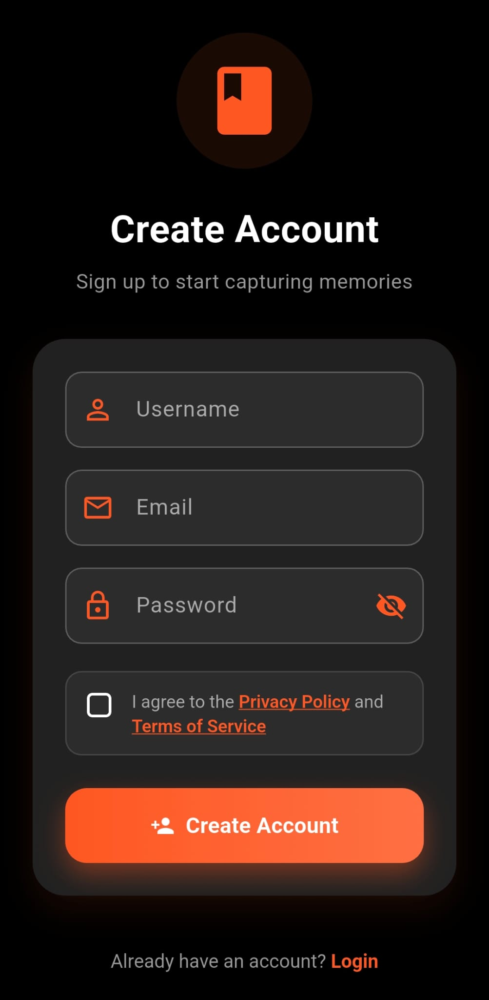 Create Account
Sign up to start capturing memories
Username
Email
Password
I agree to the Privacy Policy and
Terms of Service
Create Account
Already have an account? Login